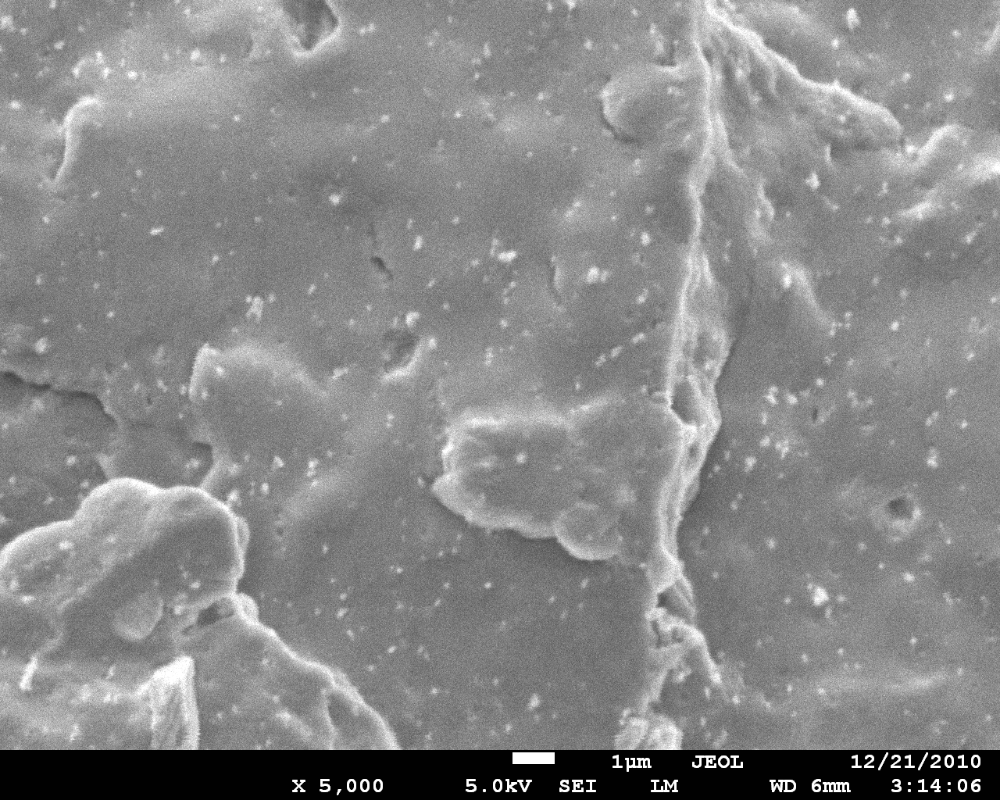 1µm JEOL 12/21/2010
X 5,000 5.0kV SEI LM WD 6mm 3:14:06